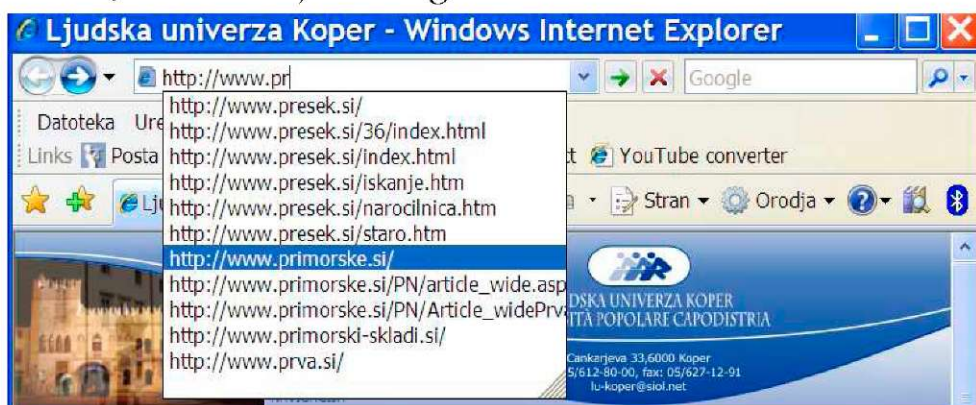 Ljudska univerza Koper - Windows Internet Explorer
http://www.pr
Google
http://www.presek.si/
Datoteka Ure
http://www.presek.si/36/index.html
Links Posta
http://www.presek.si/index.html
YouTube converter
http://www.presek.si/iskanje.htm
http://www.presek.si/narocilnica.htm
Stran Orodja
http://www.presek.si/staro.htm
http://www.primorske.si/
http://www.primorske.si/PN/article_wide.asp
http://www.primorske.si/PN/Article_widePrva
http://www.primorski-skladi.si/
http://www.prva.si/
DSKA UNIVERZA KOPER
ITÀ POPOLARE CAPODISTRIA
Cankarjeva 33,6000 Koper
5/612-80-00, fax: 05/627-12-91
lu-koper@siol.net